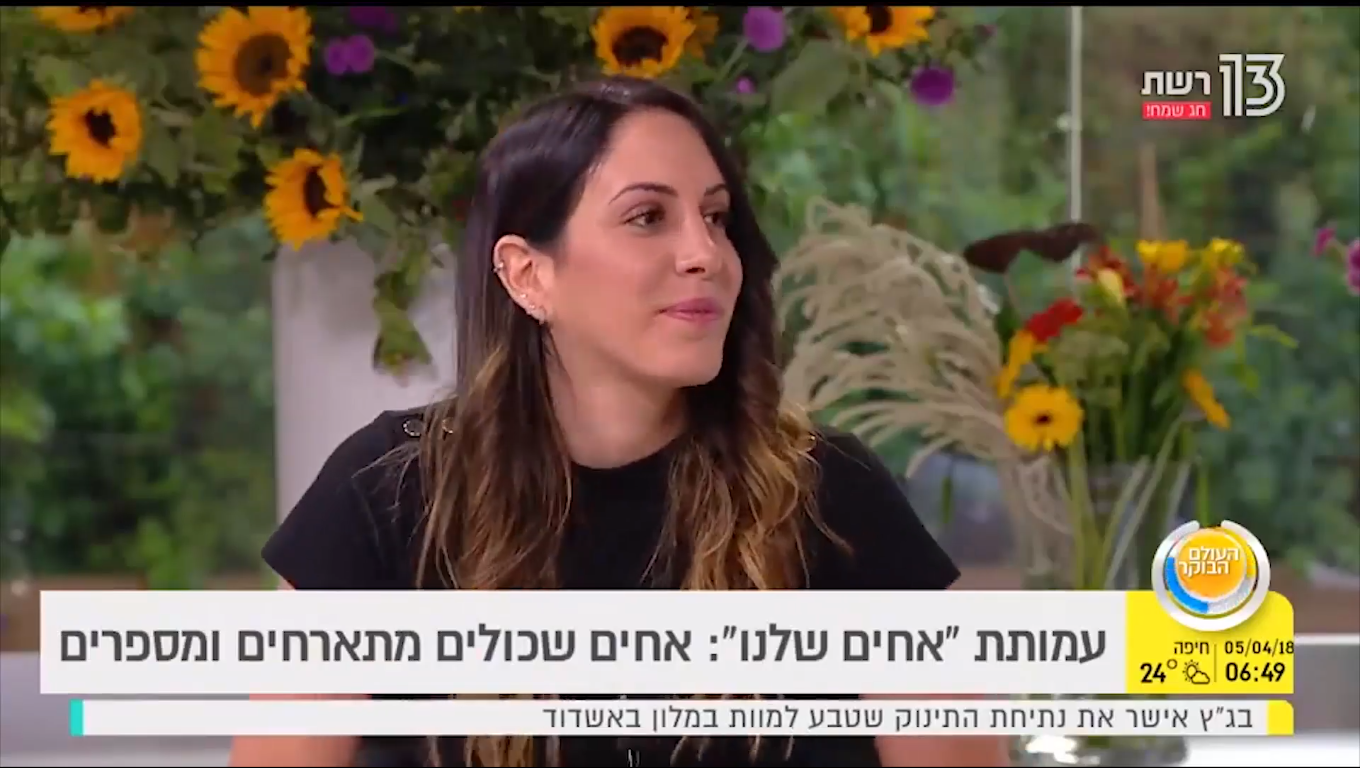 רשת 13
חג שמח!
העולם
הבוקר
עמותת "אחים שלנו": אחים שכולים מתארחים ומספרים
חיפה 05/04/18
24° 06:49
בג"ץ אישר את נתיחת התינוק שטבע למוות במלון באשדוד